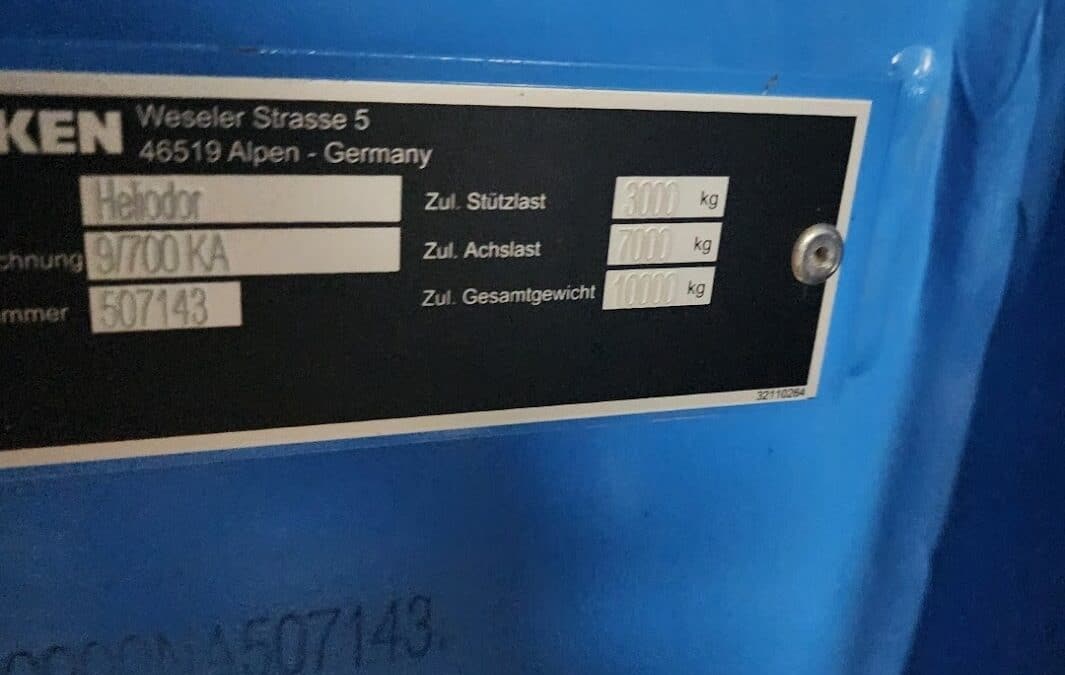 KEN Weseler Strasse 5
46519 Alpen - Germany
Heliodor Zul. Stützlast 3000 kg
chnung 9/700 KA Zul. Achslast 7000 kg
mmer 507143 Zul. Gesamtgewicht 10000 kg
32110264
0000NA507143.